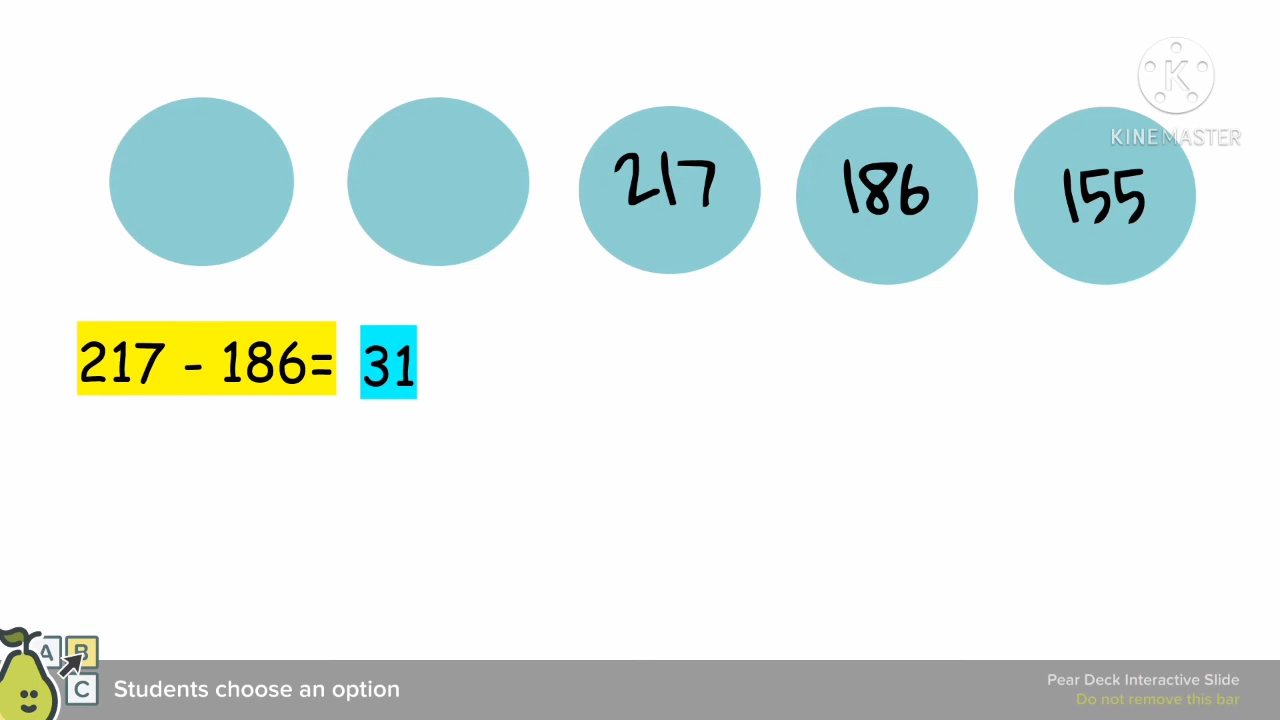 217 186 155
K
KINEMASTER
217 - 186= 31
A B
C
Students choose an option
Pear Deck Interactive Slide
Do not remove this bar